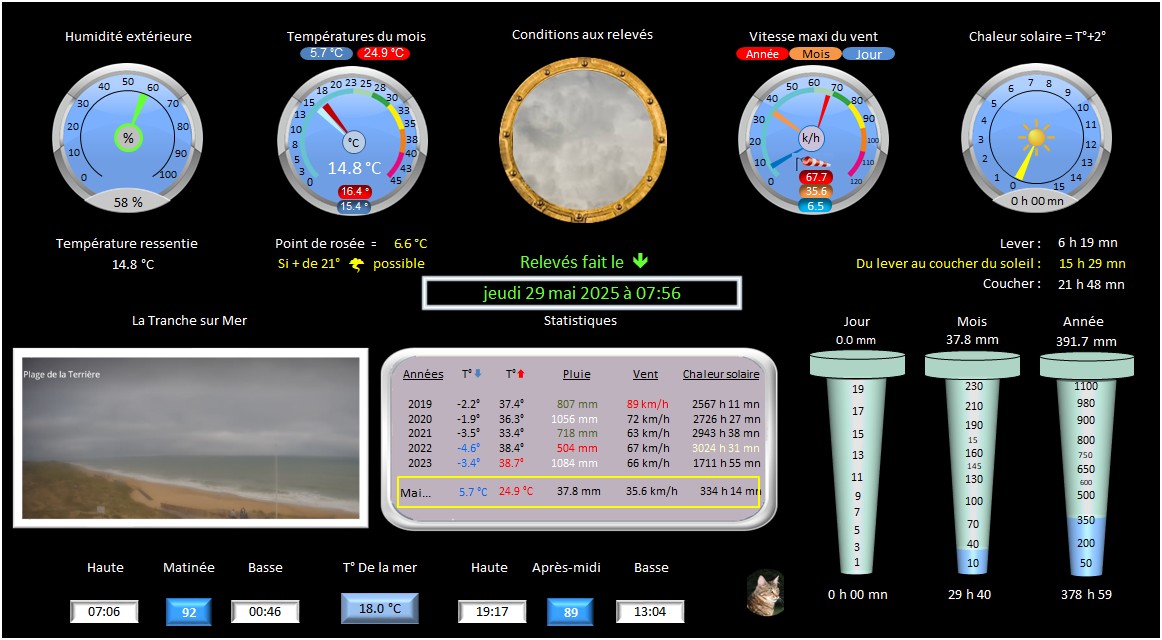 Humidité extérieure
Températures du mois
Conditions aux relevés
Vitesse maxi du vent
Chaleur solaire = T°+2°
5.7 °C 24.9 °C
Année Mois Jour
0 10 20 30 40 50 60 70 80 90 100
%
58 %
0 3 5 8 10 13 15 18 20 23 25 28 30 33 35 38 40 43 45
°C
14.8 °C
16.4 °
15.4 °
0 10 20 30 40 50 60 70 80 90 100 110 120
k/h
67.7
35.6
6.5
0 1 2 3 4 5 6 7 8 9 10 11 12 13 14 15
0 h 00 mn
Température ressentie
14.8 °C
Point de rosée = 6.6 °C
Si + de 21° possible
Relevés fait le
jeudi 29 mai 2025 à 07:56
Lever : 6 h 19 mn
Du lever au coucher du soleil : 15 h 29 mn
Coucher : 21 h 48 mn
La Tranche sur Mer
Plage de la Terrière
Statistiques
Années T° T° Pluie Vent Chaleur solaire
2019 -2.2° 37.4° 807 mm 89 km/h 2567 h 11 mn
2020 -1.9° 36.3° 1056 mm 72 km/h 2726 h 27 mn
2021 -3.5° 33.4° 718 mm 63 km/h 2943 h 38 mn
2022 -4.6° 38.4° 504 mm 67 km/h 3024 h 31 mn
2023 -3.4° 38.7° 1084 mm 66 km/h 1711 h 55 mn
Mai... 5.7 °C 24.9 °C 37.8 mm 35.6 km/h 334 h 14 mn
Jour
0.0 mm
19
17
15
13
11
9
7
5
3
1
0 h 00 mn
Mois
37.8 mm
230
210
190
15
160
145
130
100
70
40
10
29 h 40
Année
391.7 mm
1100
980
900
800
750
650
600
500
350
200
50
378 h 59
Haute Matinée Basse T° De la mer Haute Après-midi Basse
07:06 92 00:46 18.0 °C 19:17 89 13:04